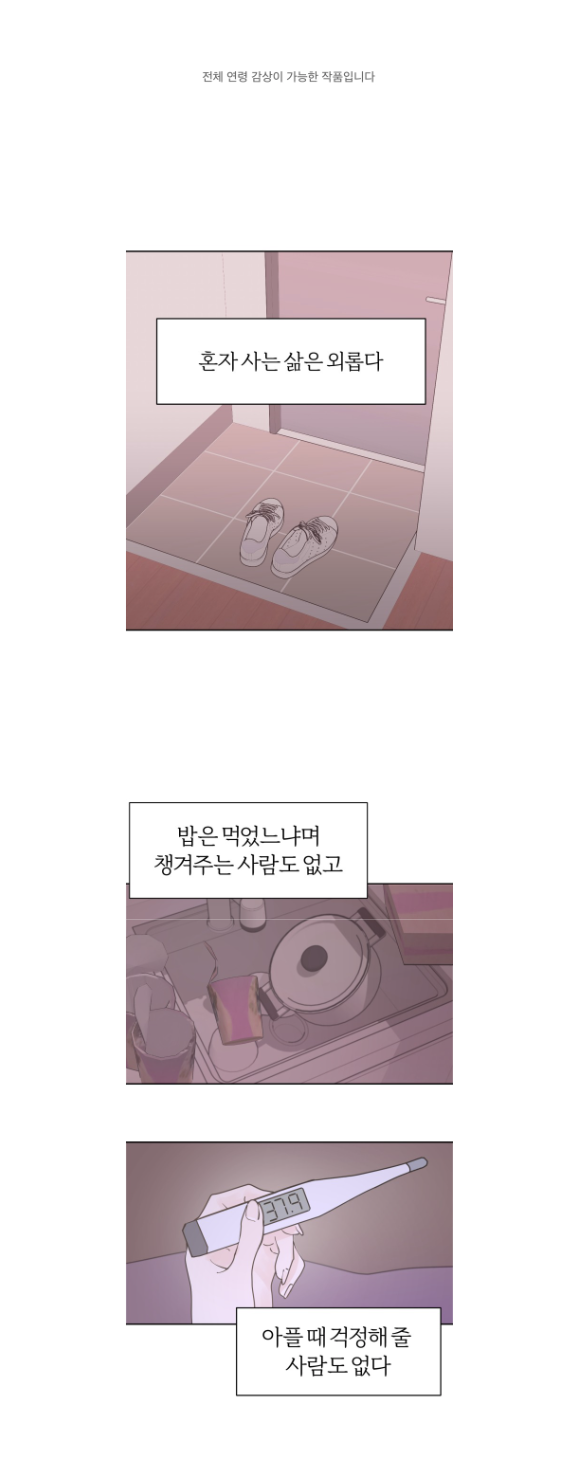 전체 연령 감상이 가능한 작품입니다
혼자 사는 삶은 외롭다
밥은 먹었느냐며
챙겨주는 사람도 없고
37.9
아플 때 걱정해 줄
사람도 없다